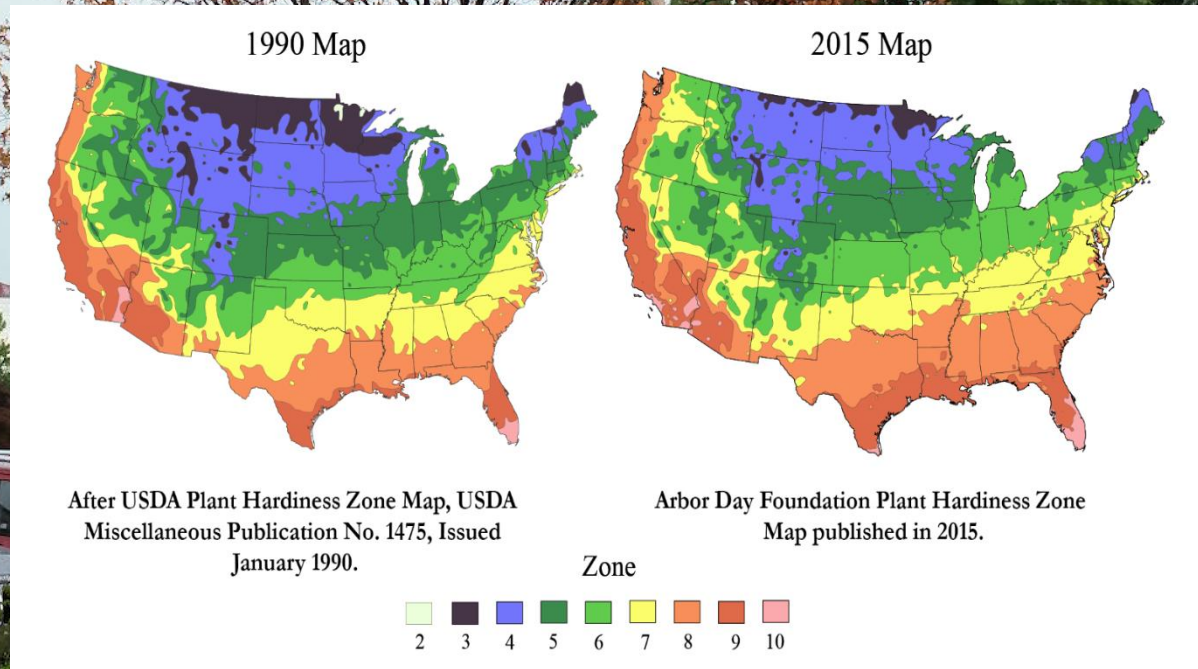 1990 Map
2015 Map
After USDA Plant Hardiness Zone Map, USDA
Miscellaneous Publication No. 1475, Issued
January 1990.
Arbor Day Foundation Plant Hardiness Zone
Map published in 2015.
Zone
2 3 4 5 6 7 8 9 10